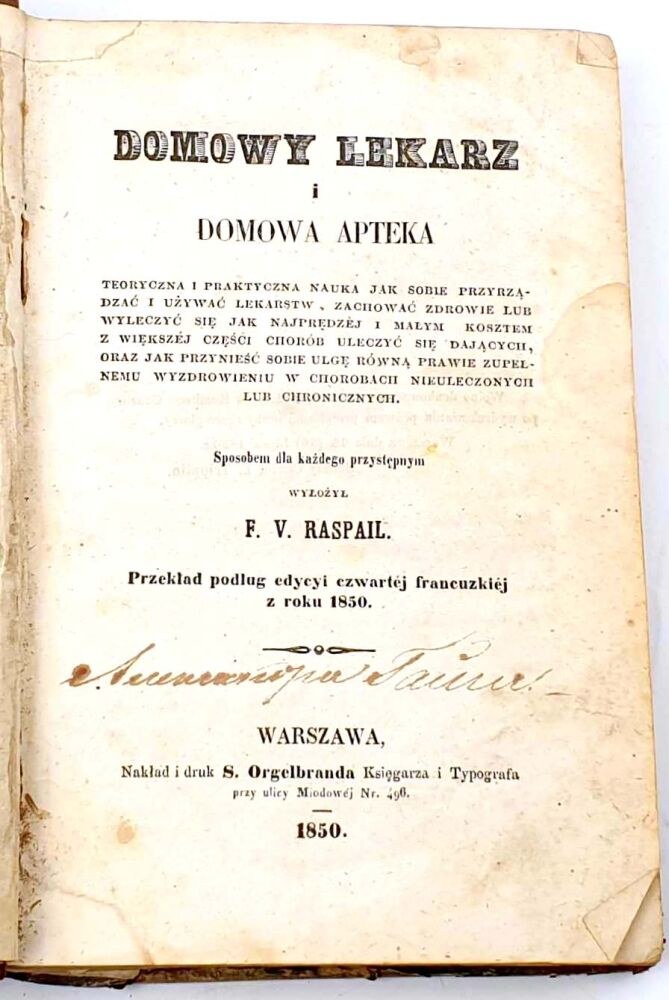 DOMOWY LEKARZ
i
DOMOWA APTEKA
TEORYCZNA I PRAKTYCZNA NAUKA JAK SOBIE PRZYRZĄ-
DZAĆ I UŻYWAĆ LEKARSTW, ZACHOWAĆ ZDROWIE LUB
WYLECZYĆ SIĘ JAK NAJPRĘDZÉJ I MAŁYM KOSZTEM
Z WIĘKSZÉJ CZĘŚCI CHORÓB ULECZYĆ SIĘ DAJĄCYCH,
ORAZ JAK PRZYNIEŚĆ SOBIE ULGĘ RÓWNĄ PRAWIE ZUPEŁ-
NEMU WYZDROWIENIU W CHOROBACH NIEULECZONYCH
LUB CHRONICZNYCH.
Sposobem dla każdego przystępnym
WYŁOŻYŁ
F. V. RASPAIL.
Przekład podług edycyi czwartéj francuzkiéj
z roku 1850.
WARSZAWA,
Nakład i druk S. Orgelbranda Księgarza i Typografa
przy ulicy Miodowéj Nr. 496.
1850.